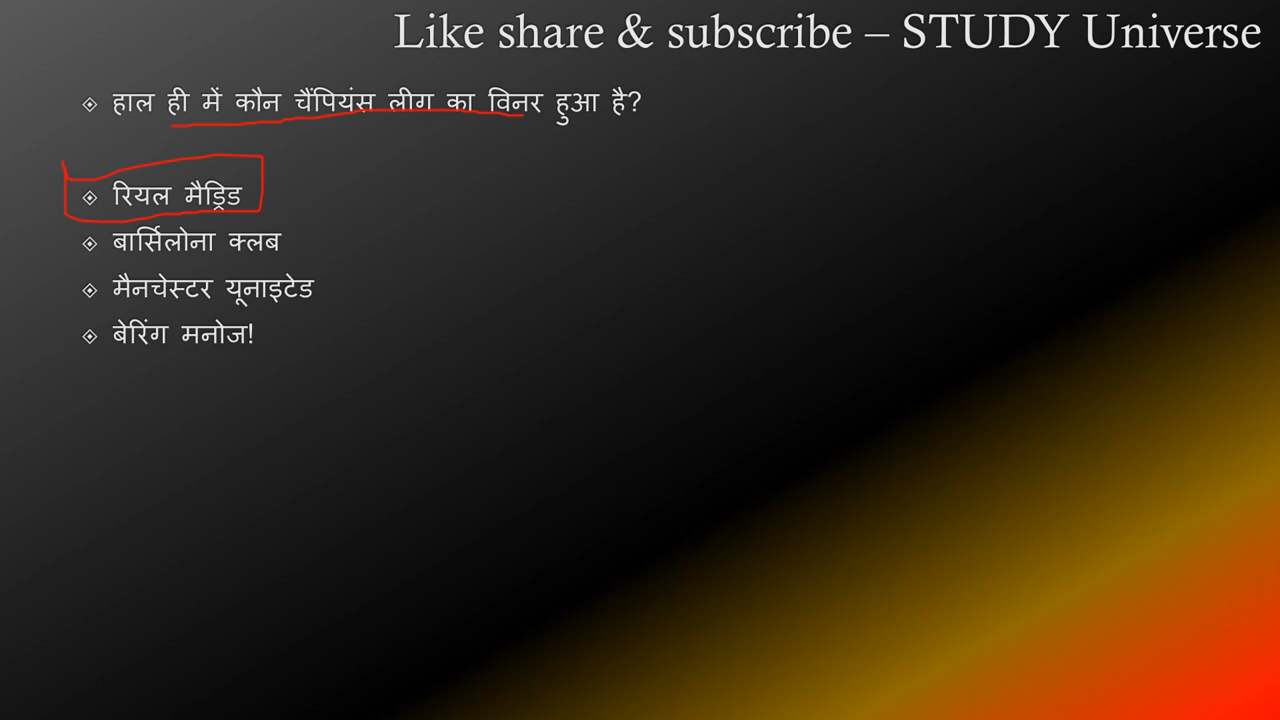 Like share & subscribe – STUDY Universe
हाल ही में कौन चैंपियंस लीग का विनर हुआ है?
रियल मैड्रिड
बार्सिलोना क्लब
मैनचेस्टर यूनाइटेड
बेरिंग मनोज!